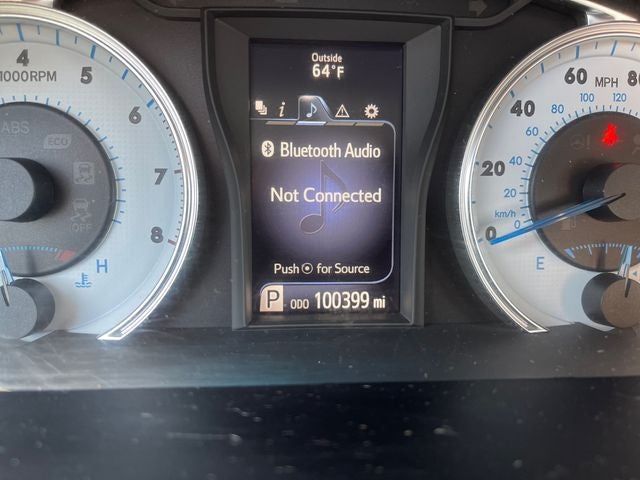 Outside
64°F
i
Bluetooth Audio
Not Connected
Push for Source
P ODO 100399 mi
4
x1000RPM
5
6
7
8
ABS
ECO
OFF
H
0
20
40
60
80
MPH
0
20
40
60
80
100
120
km/h
E